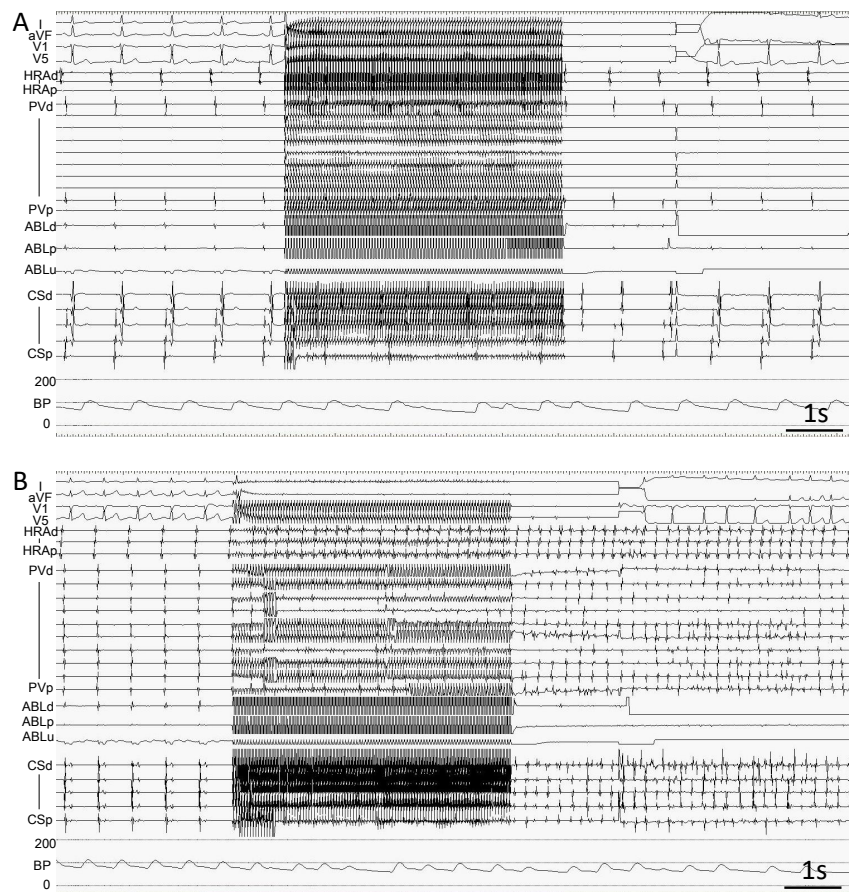 A
I
aVF
V1
V5
HRAd
HRAp
PVd
PVp
ABLd
ABLp
ABLu
CSd
CSp
200
BP
0
1s
B
I
aVF
V1
V5
HRAd
HRAp
PVd
PVp
ABLd
ABLp
ABLu
CSd
CSp
200
BP
0
1s